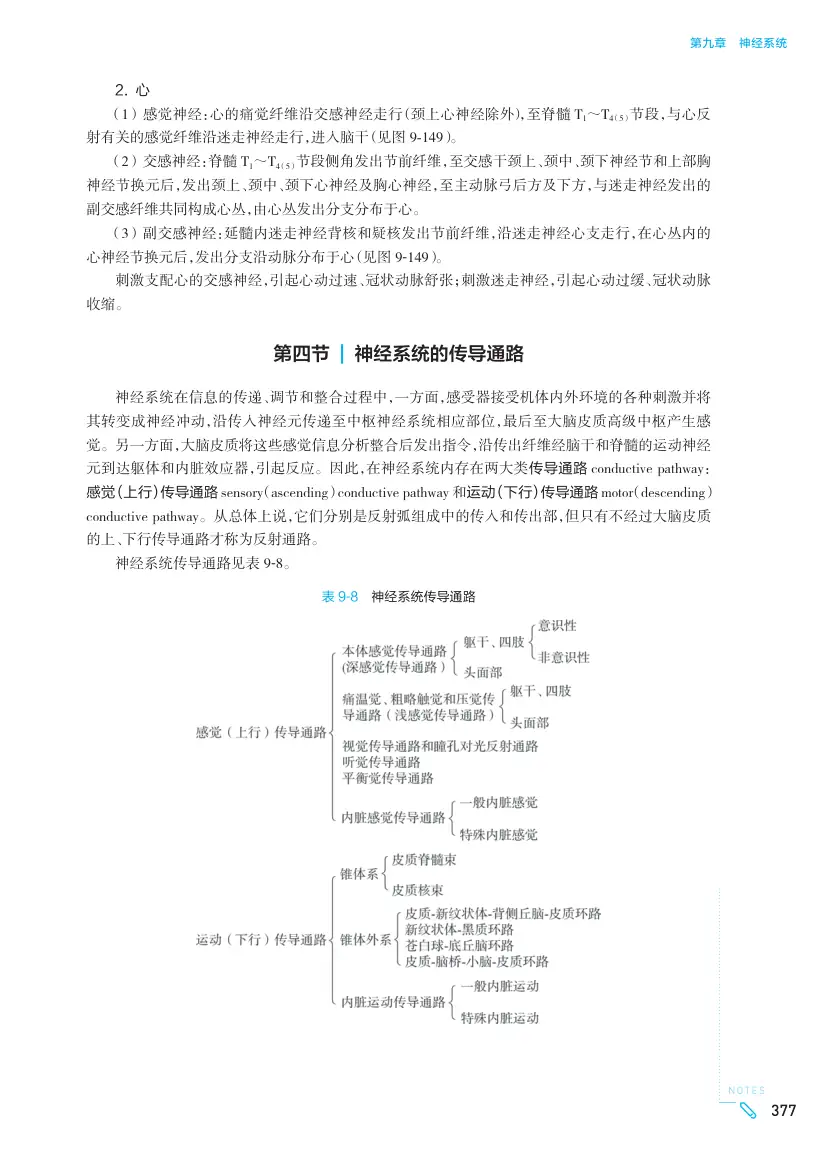 第九章 神经系统
2. 心
（1）感觉神经：心的痛觉纤维沿交感神经走行（颈上心神经除外），至脊髓 T₁～T₄₍₅₎节段，与心反
射有关的感觉纤维沿迷走神经走行，进入脑干（见图 9-149）。
（2）交感神经：脊髓 T₁～T₄₍₅₎节段侧角发出节前纤维，至交感干颈上、颈中、颈下神经节和上部胸
神经节换元后，发出颈上、颈中、颈下心神经及胸心神经，至主动脉弓后方及下方，与迷走神经发出的
副交感纤维共同构成心丛，由心丛发出分支分布于心。
（3）副交感神经：延髓内迷走神经背核和疑核发出节前纤维，沿迷走神经心支走行，在心丛内的
心神经节换元后，发出分支沿动脉分布于心（见图 9-149）。
刺激支配心的交感神经，引起心动过速、冠状动脉舒张；刺激迷走神经，引起心动过缓、冠状动脉
收缩。
第四节 | 神经系统的传导通路
神经系统在信息的传递、调节和整合过程中，一方面，感受器接受机体内外环境的各种刺激并将
其转变成神经冲动，沿传入神经元传递至中枢神经系统相应部位，最后至大脑皮质高级中枢产生感
觉。另一方面，大脑皮质将这些感觉信息分析整合后发出指令，沿传出纤维经脑干和脊髓的运动神经
元到达躯体和内脏效应器，引起反应。因此，在神经系统内存在两大类传导通路 conductive pathway：
感觉（上行）传导通路 sensory（ascending）conductive pathway 和运动（下行）传导通路 motor（descending）
conductive pathway。从总体上说，它们分别是反射弧组成中的传入和传出部，但只有不经过大脑皮质
的上、下行传导通路才称为反射通路。
神经系统传导通路见表 9-8。
表 9-8 神经系统传导通路
感觉（上行）传导通路
本体感觉传导通路
(深感觉传导通路）
躯干、四肢
意识性
非意识性
头面部
痛温觉、粗略触觉和压觉传
导通路（浅感觉传导通路）
躯干、四肢
头面部
视觉传导通路和瞳孔对光反射通路
听觉传导通路
平衡觉传导通路
内脏感觉传导通路
一般内脏感觉
特殊内脏感觉
运动（下行）传导通路
锥体系
皮质脊髓束
皮质核束
锥体外系
皮质-新纹状体-背侧丘脑-皮质环路
新纹状体-黑质环路
苍白球-底丘脑环路
皮质-脑桥-小脑-皮质环路
内脏运动传导通路
一般内脏运动
特殊内脏运动
NOTES
377